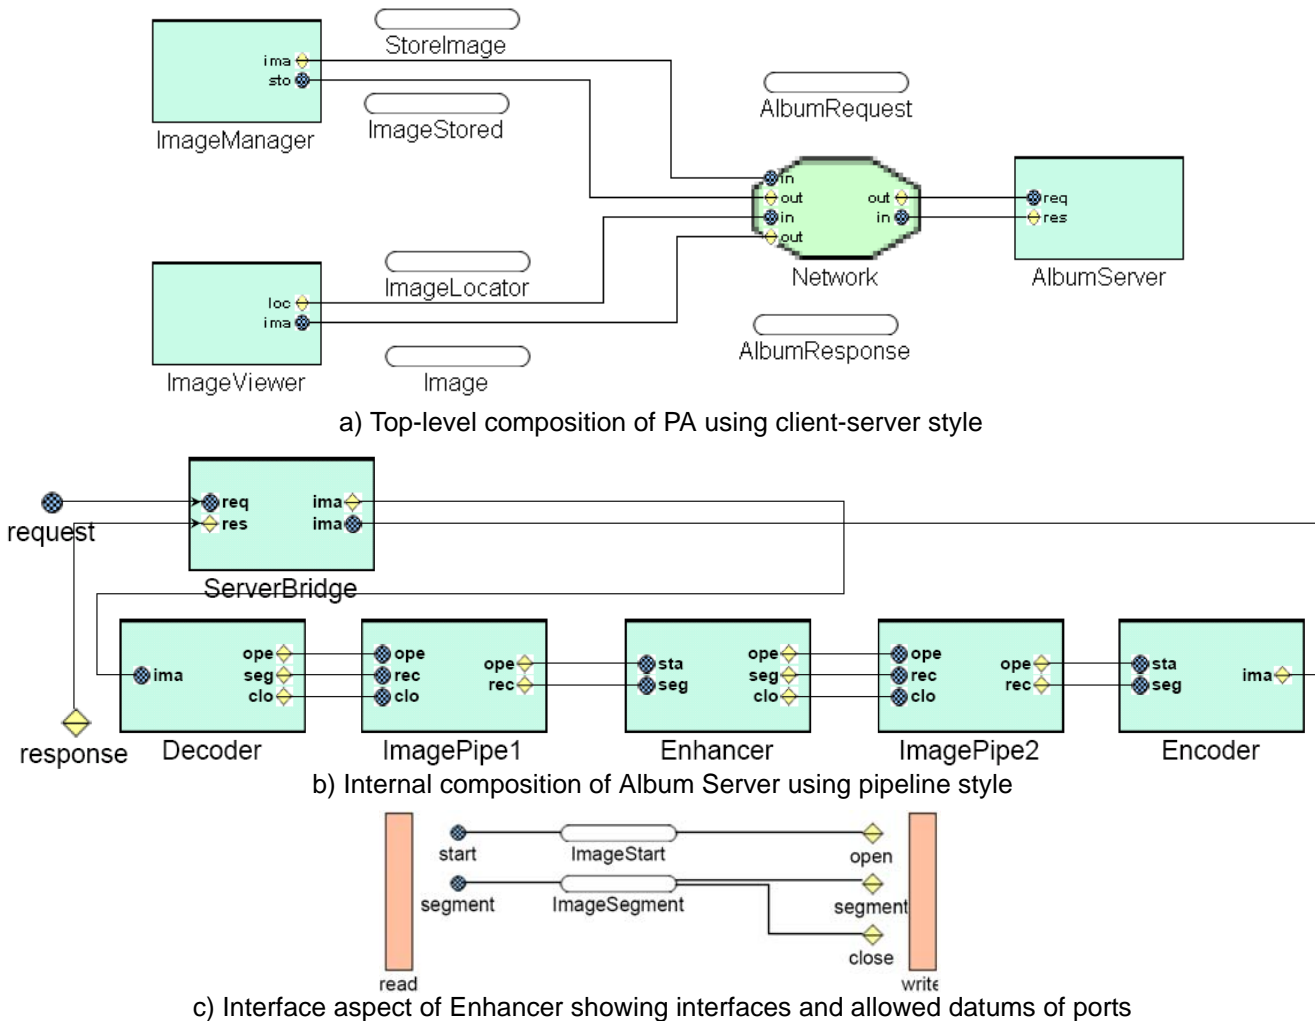 StoreImage
ima
sto
ImageStored
ImageManager
AlbumRequest
in
out
in
out
out
in
req
res
Network
AlbumServer
ImageLocator
loc
ima
ImageViewer
Image
AlbumResponse
a) Top-level composition of PA using client-server style
request
req
res
ima
ima
ServerBridge
ima
ope
seg
clo
ope
rec
clo
ope
rec
sta
seg
ope
seg
clo
ope
rec
clo
ope
rec
sta
seg
ima
response
Decoder
ImagePipe1
Enhancer
ImagePipe2
Encoder
b) Internal composition of Album Server using pipeline style
start
ImageStart
open
segment
ImageSegment
segment
close
read
write
c) Interface aspect of Enhancer showing interfaces and allowed datums of ports